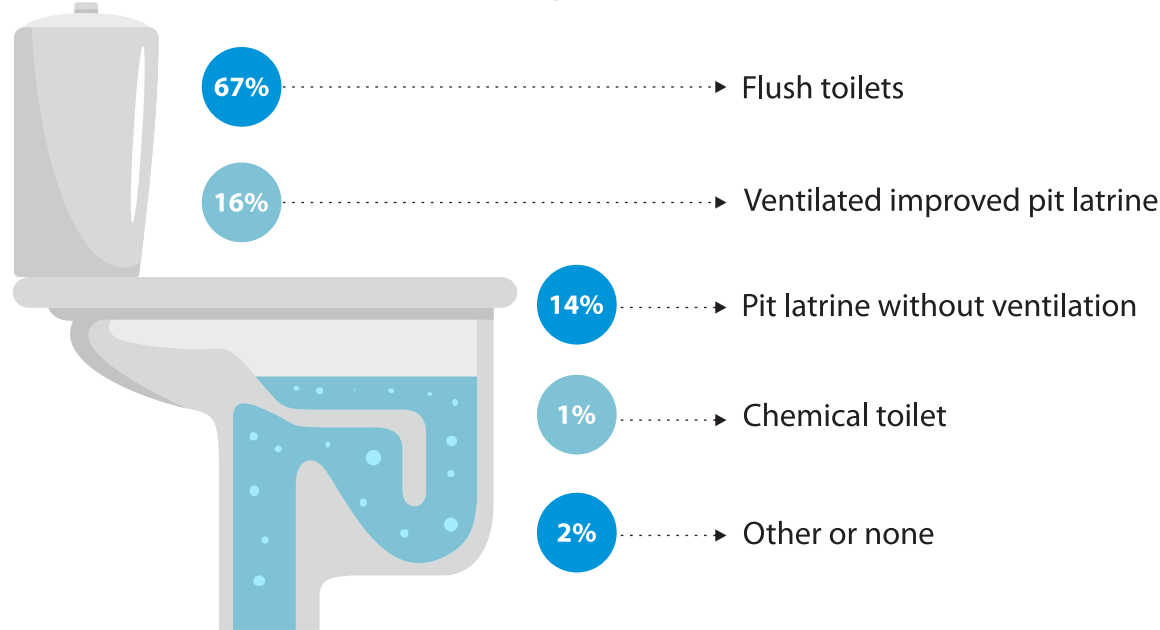 67% Flush toilets
16% Ventilated improved pit latrine
14% Pit latrine without ventilation
1% Chemical toilet
2% Other or none